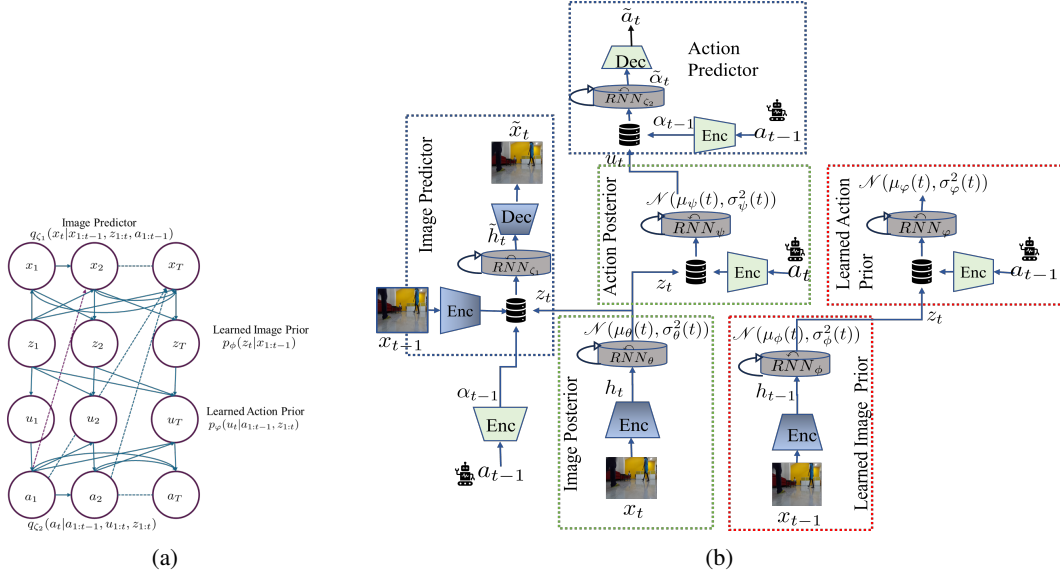 Image Predictor
q_{ζ_1}(x_t|x_{1:t-1}, z_{1:t}, a_{1:t-1})
x_1 x_2 x_T
z_1 z_2 z_T
Learned Image Prior
p_ϕ(z_t|x_{1:t-1})
u_1 u_2 u_T
Learned Action Prior
p_φ(u_t|a_{1:t-1}, z_{1:t})
a_1 a_2 a_T
q_{ζ_2}(a_t|a_{1:t-1}, u_{1:t}, z_{1:t})
(a)
ã_t
Dec
Action
Predictor
α̃_t
RNN_{ζ_2}
α_{t-1}
Enc
a_{t-1}
u_t
Image Predictor
x̃_t
Dec
h̃_t
RNN_{ζ_1}
z_t
Enc
x_{t-1}
α_{t-1}
Enc
a_{t-1}
Action Posterior
N(μ_ψ(t), σ²_ψ(t))
RNN_ψ
z_t
Enc
a_t
Learned Action
Prior
N(μ_φ(t), σ²_φ(t))
RNN_φ
Enc
a_{t-1}
z_t
Image Posterior
N(μ_θ(t), σ²_θ(t))
RNN_θ
h_t
Enc
x_t
Learned Image Prior
N(μ_ϕ(t), σ²_ϕ(t))
RNN_ϕ
h_{t-1}
Enc
x_{t-1}
(b)